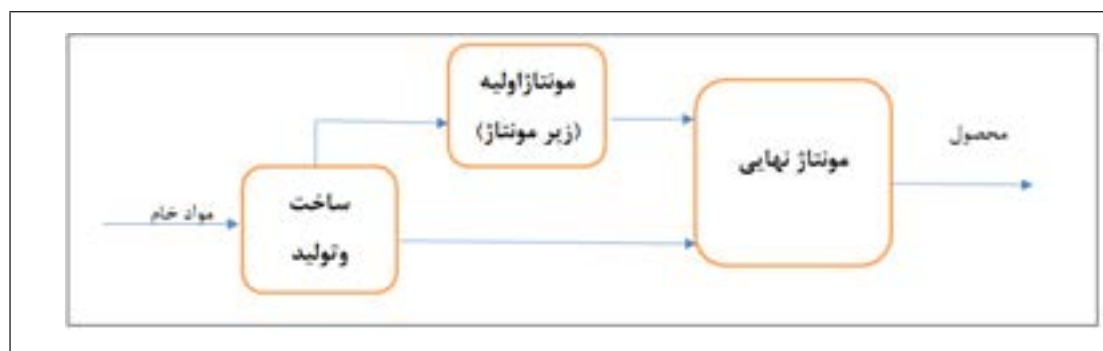 مونتاژاولیه
(زیر مونتاژ)
مونتاژ نهایی
محصول
مواد خام
ساخت
وتولید